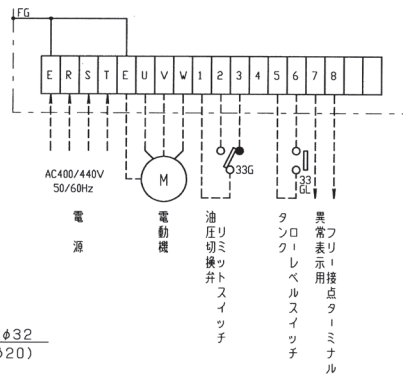 FG
E R S T E U V W 1 2 3 4 5 6 7 8
AC400/440V
50/60Hz
M
33G
33
GL
電源
電動機
油圧切換弁
リミットスイッチ
タンク
ローレベルスイッチ
異常表示用
フリー接点ターミナル
φ32
φ20)